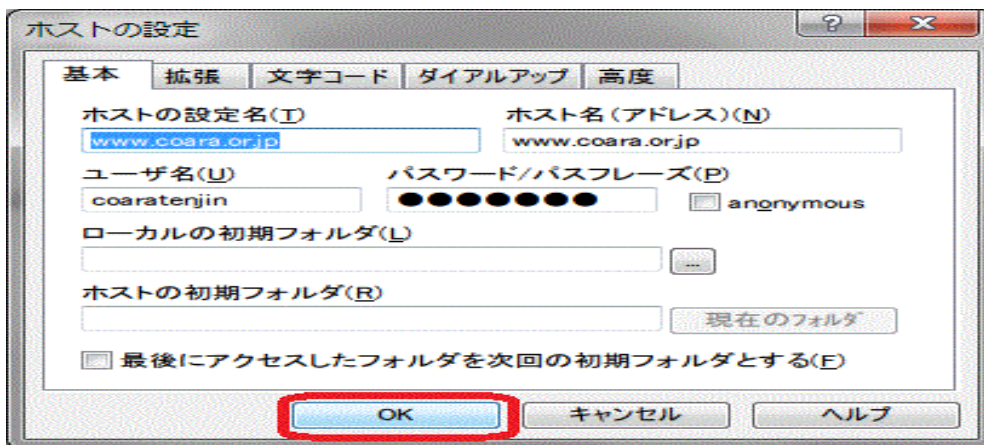 ホストの設定
基本 拡張 文字コード ダイアルアップ 高度
ホストの設定名(T) ホスト名(アドレス)(N)
www.coara.or.jp www.coara.or.jp
ユーザ名(U) パスワード/パスフレーズ(P)
coaratenjin ●●●●●●● anonymous
ローカルの初期フォルダ(L)
...
ホストの初期フォルダ(R)
現在のフォルダ
最後にアクセスしたフォルダを次回の初期フォルダとする(F)
OK キャンセル ヘルプ